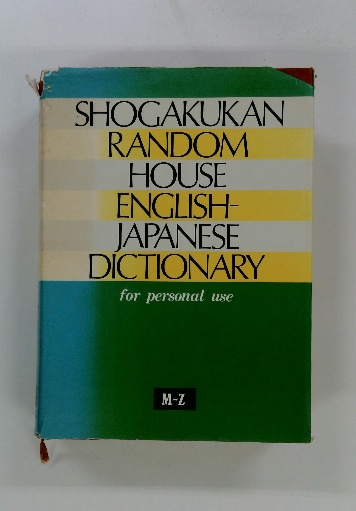 SHOGAKUKAN
RANDOM
HOUSE
ENGLISH-
JAPANESE
DICTIONARY
for personal use
M-Z